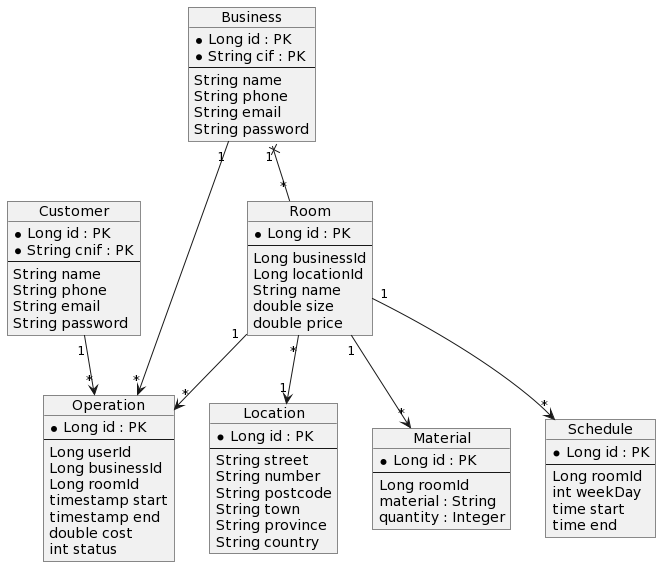 Business
* Long id : PK
* String cif : PK
String name
String phone
String email
String password
1
1
*
Customer
* Long id : PK
* String cnif : PK
String name
String phone
String email
String password
Room
* Long id : PK
Long businessId
Long locationId
String name
double size
double price
1
1
*
1
1
*
*
*
1
*
*
Operation
* Long id : PK
Long userId
Long businessId
Long roomId
timestamp start
timestamp end
double cost
int status
Location
* Long id : PK
String street
String number
String postcode
String town
String province
String country
Material
* Long id : PK
Long roomId
material : String
quantity : Integer
Schedule
* Long id : PK
Long roomId
int weekDay
time start
time end